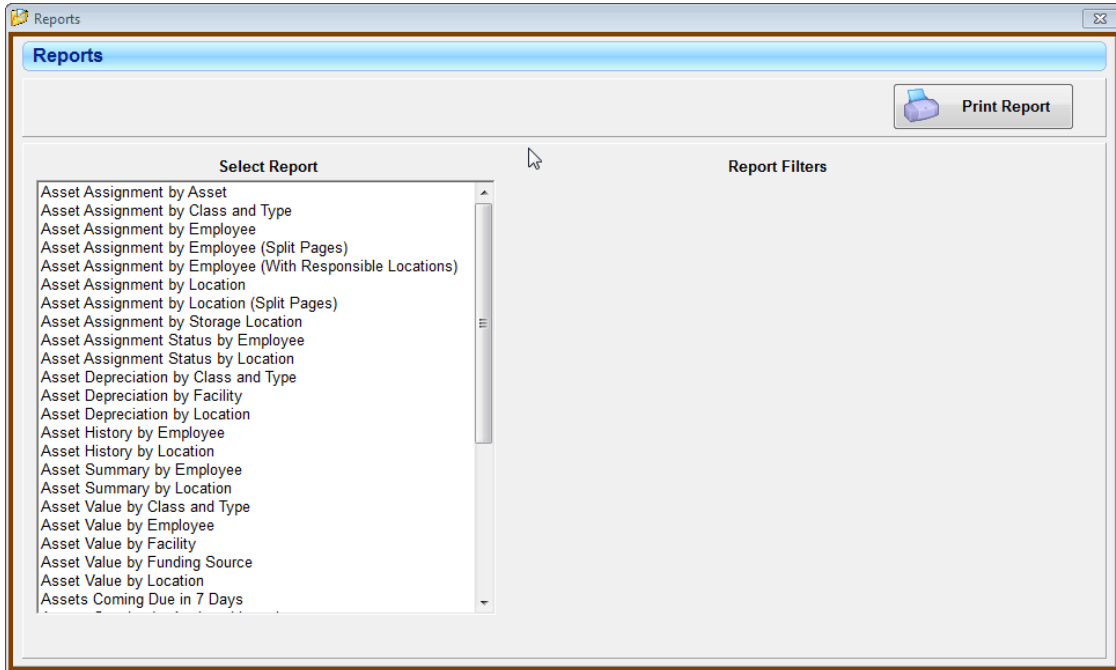 Reports
Reports
Print Report
Select Report
Report Filters
Asset Assignment by Asset
Asset Assignment by Class and Type
Asset Assignment by Employee
Asset Assignment by Employee (Split Pages)
Asset Assignment by Employee (With Responsible Locations)
Asset Assignment by Location
Asset Assignment by Location (Split Pages)
Asset Assignment by Storage Location
Asset Assignment Status by Employee
Asset Assignment Status by Location
Asset Depreciation by Class and Type
Asset Depreciation by Facility
Asset Depreciation by Location
Asset History by Employee
Asset History by Location
Asset Summary by Employee
Asset Summary by Location
Asset Value by Class and Type
Asset Value by Employee
Asset Value by Facility
Asset Value by Funding Source
Asset Value by Location
Assets Coming Due in 7 Days